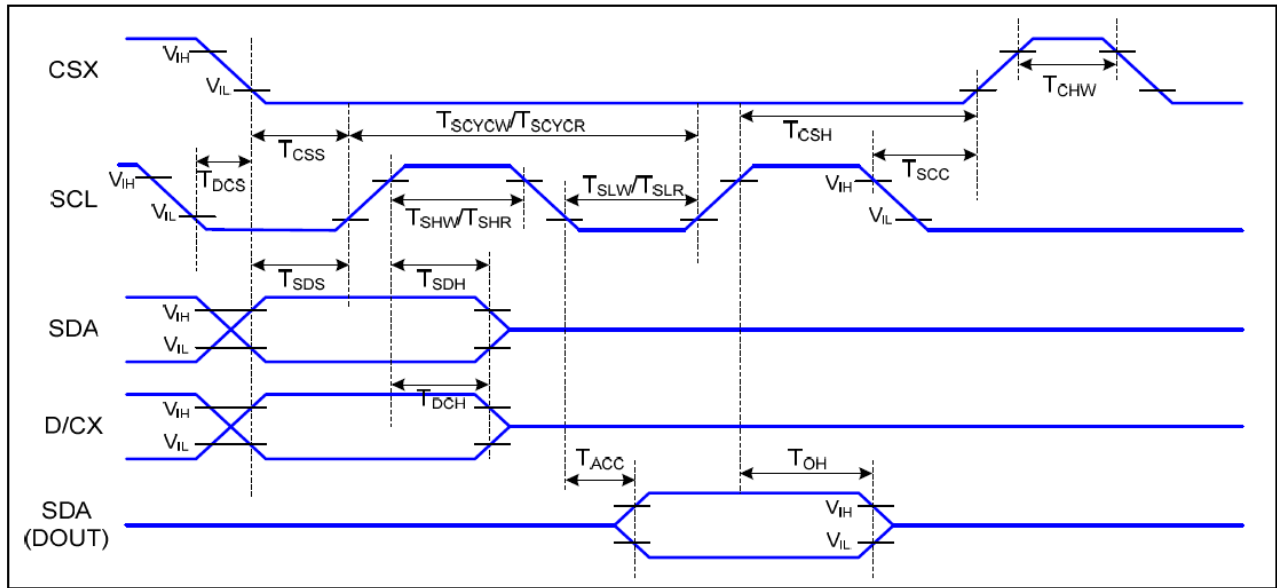 CSX
VIH
VIL
TCHW
TSCYCW/TSCYCR
TCSS
TCSH
TDCS
TSCC
SCL
VIH
VIL
TSHW/TSHR
TSLW/TSLR
VIH
VIL
TSDS
TSDH
SDA
VIH
VIL
TDCH
D/CX
VIH
VIL
TACC
TOH
SDA
(DOUT)
VIH
VIL